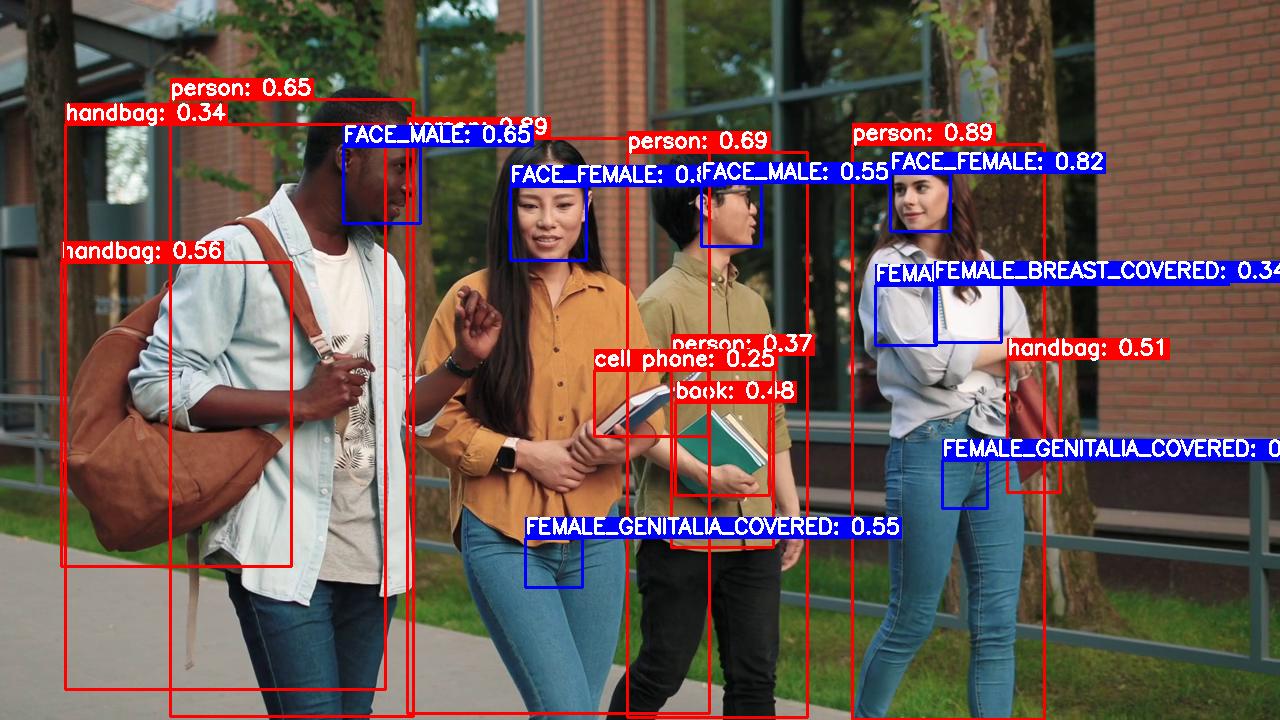 person: 0.65
handbag: 0.34
FACE_MALE: 0.65
person: 0.69
person: 0.89
FACE_FEMALE:
FACE_MALE: 0.55
FACE_FEMALE: 0.82
handbag: 0.56
FEMALE_BREAST_COVERED: 0.34
person: 0.37
cell phone: 0.25
handbag: 0.51
book: 0.48
FEMALE_GENITALIA_COVERED:
FEMALE_GENITALIA_COVERED: 0.55